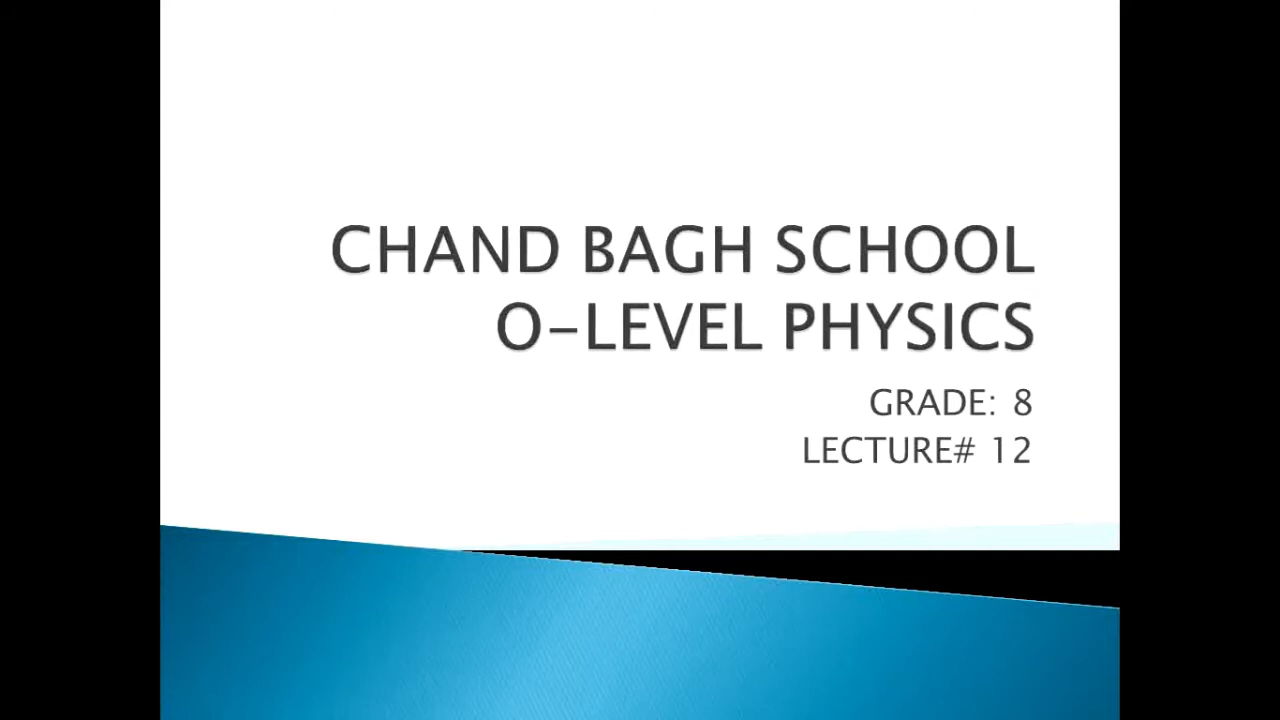 CHAND BAGH SCHOOL
O-LEVEL PHYSICS
GRADE: 8
LECTURE# 12